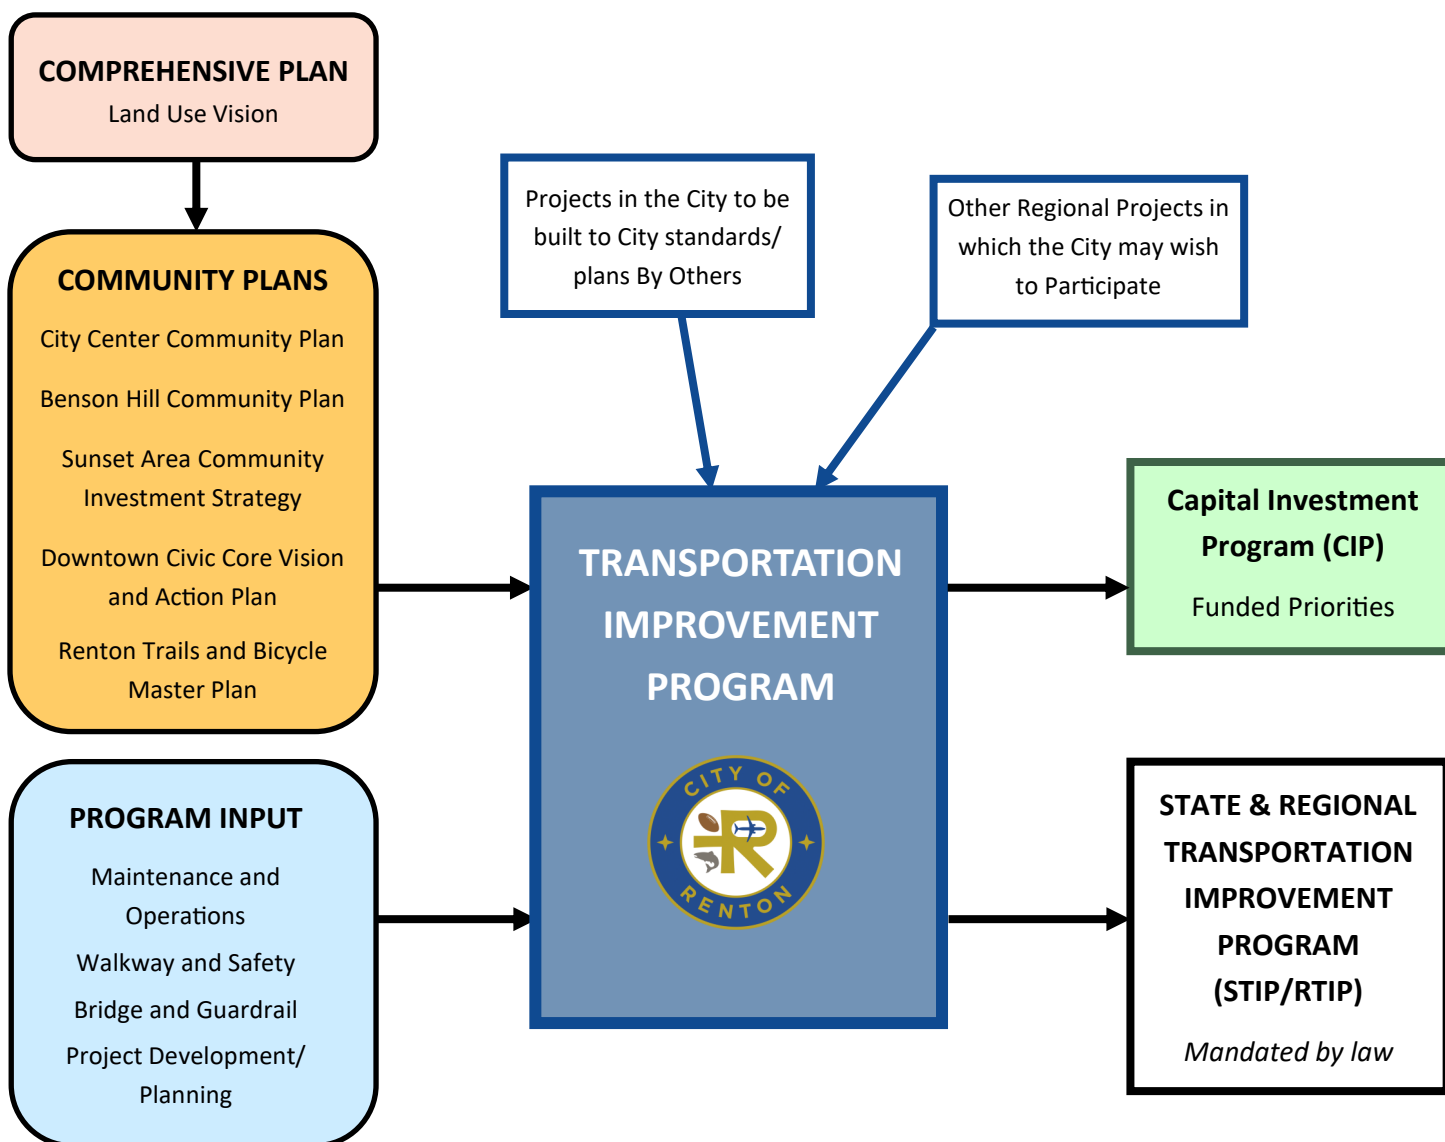 COMPREHENSIVE PLAN
Land Use Vision
COMMUNITY PLANS
City Center Community Plan
Benson Hill Community Plan
Sunset Area Community
Investment Strategy
Downtown Civic Core Vision
and Action Plan
Renton Trails and Bicycle
Master Plan
PROGRAM INPUT
Maintenance and
Operations
Walkway and Safety
Bridge and Guardrail
Project Development/
Planning
Projects in the City to be
built to City standards/
plans By Others
Other Regional Projects in
which the City may wish
to Participate
TRANSPORTATION
IMPROVEMENT
PROGRAM
CITY OF
R
RENTON
Capital Investment
Program (CIP)
Funded Priorities
STATE & REGIONAL
TRANSPORTATION
IMPROVEMENT
PROGRAM
(STIP/RTIP)
Mandated by law